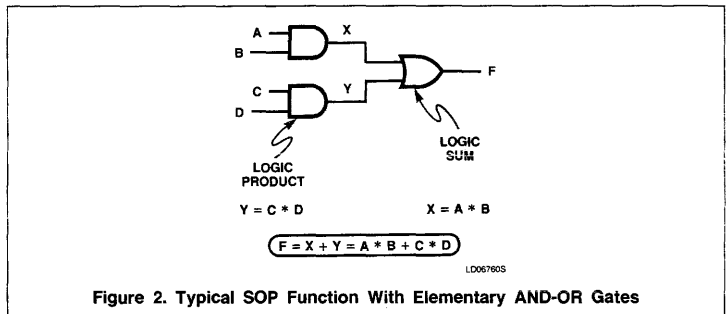 A
B
X
C
D
Y
F
LOGIC
PRODUCT
LOGIC
SUM
Y = C * D
X = A * B
F = X + Y = A * B + C * D
LD06760S
Figure 2. Typical SOP Function With Elementary AND-OR Gates